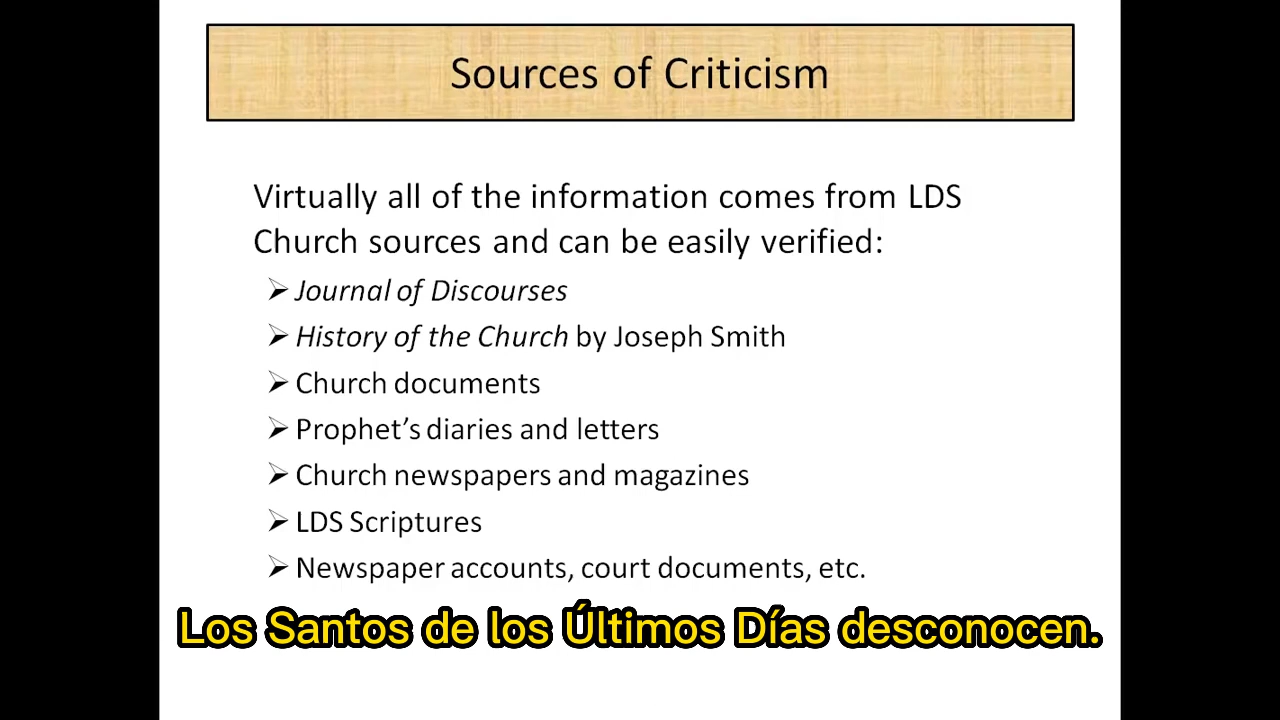 Sources of Criticism
Virtually all of the information comes from LDS
Church sources and can be easily verified:
➢ Journal of Discourses
➢ History of the Church by Joseph Smith
➢ Church documents
➢ Prophet’s diaries and letters
➢ Church newspapers and magazines
➢ LDS Scriptures
➢ Newspaper accounts, court documents, etc.
Los Santos de los Últimos Días desconocen.